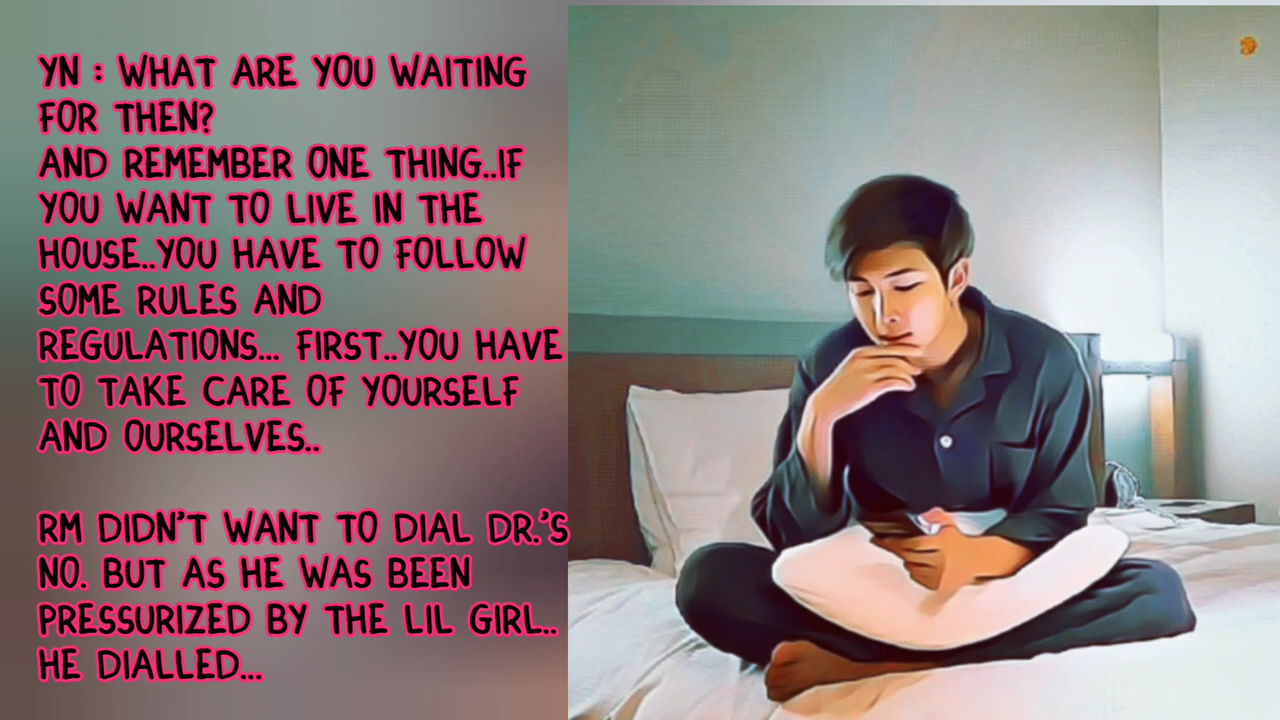 YN : WHAT ARE YOU WAITING
FOR THEN?
AND REMEMBER ONE THING..IF
YOU WANT TO LIVE IN THE
HOUSE..YOU HAVE TO FOLLOW
SOME RULES AND
REGULATIONS... FIRST..YOU HAVE
TO TAKE CARE OF YOURSELF
AND OURSELVES..
RM DIDN'T WANT TO DIAL DR.'S
NO. BUT AS HE WAS BEEN
PRESSURIZED BY THE LIL GIRL..
HE DIALLED...